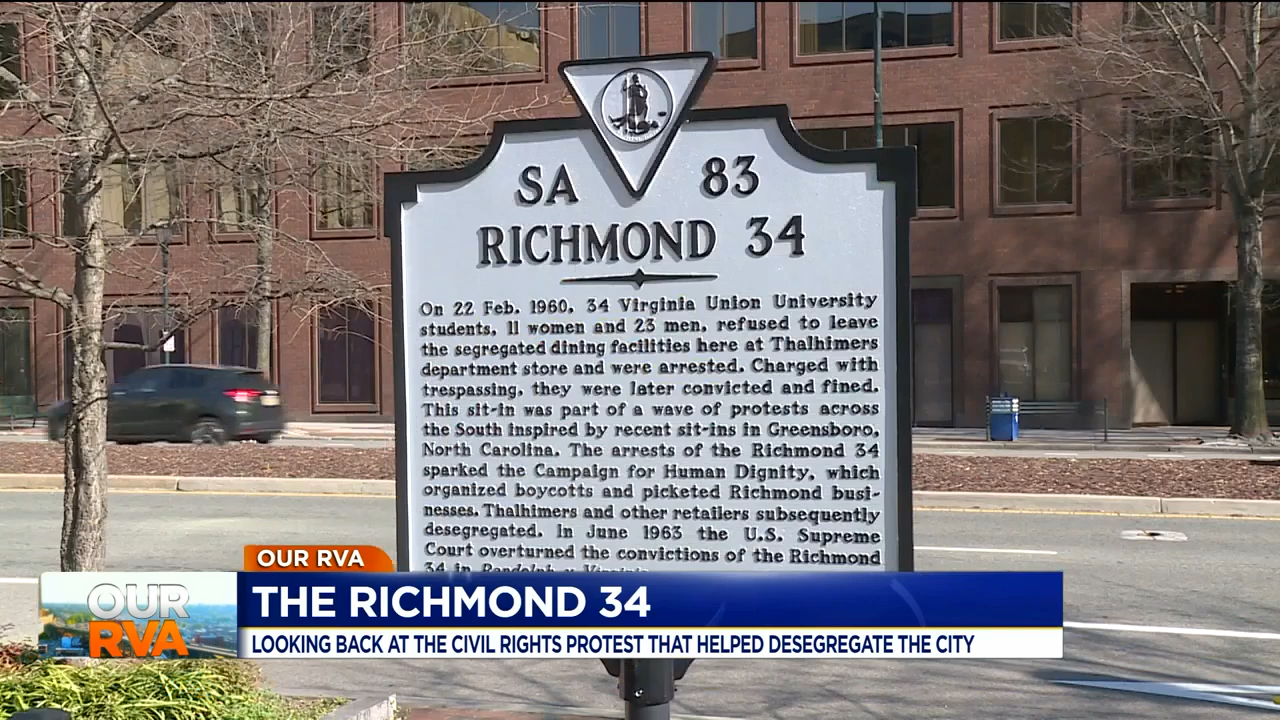 SA 83
RICHMOND 34
On 22 Feb. 1960, 34 Virginia Union University
students, 11 women and 23 men, refused to leave
the segregated dining facilities here at Thalhimers
department store and were arrested. Charged with
trespassing, they were later convicted and fined.
This sit-in was part of a wave of protests across
the South inspired by recent sit-ins in Greensboro,
North Carolina. The arrests of the Richmond 34
sparked the Campaign for Human Dignity, which
organized boycotts and picketed Richmond busi-
nesses. Thalhimers and other retailers subsequently
desegregated. In June 1963 the U.S. Supreme
Court overturned the convictions of the Richmond
34 in Randolph v. Virginia.
OUR RVA
OUR
RVA
THE RICHMOND 34
LOOKING BACK AT THE CIVIL RIGHTS PROTEST THAT HELPED DESEGREGATE THE CITY